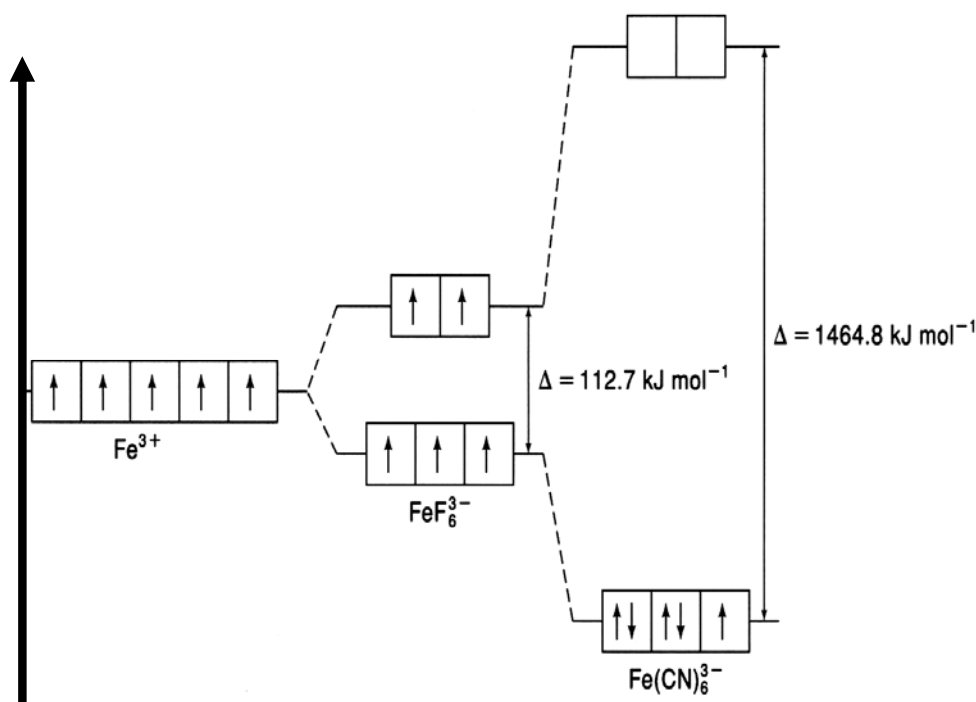 Δ = 1464.8 kJ mol⁻¹
Δ = 112.7 kJ mol⁻¹
Fe³⁺
FeF₆³⁻
Fe(CN)₆³⁻